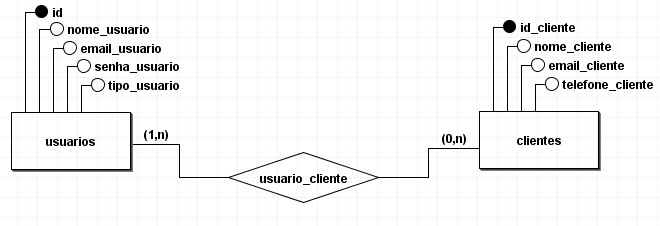 id
nome_usuario
email_usuario
senha_usuario
tipo_usuario
usuarios
(1,n)
usuario_cliente
(0,n)
id_cliente
nome_cliente
email_cliente
telefone_cliente
clientes